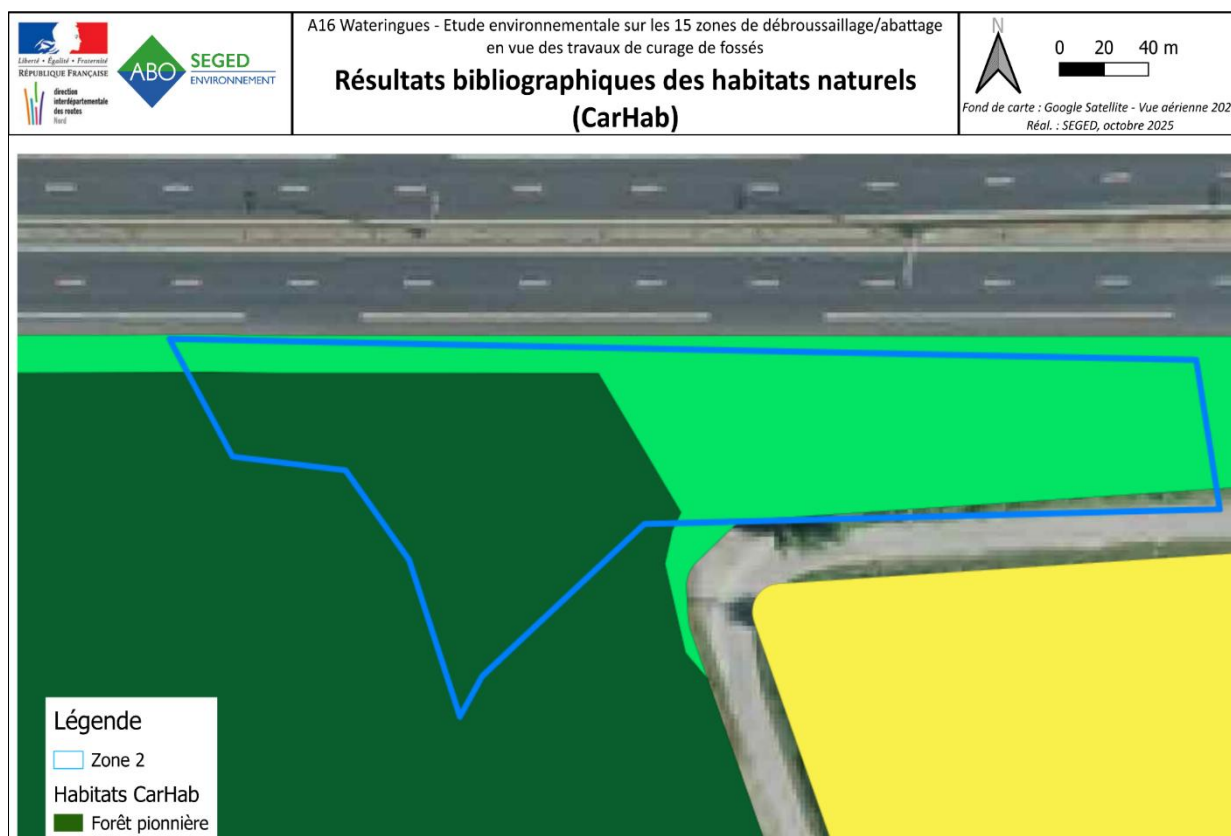 Liberté • Égalité • Fraternité
RÉPUBLIQUE FRANÇAISE
direction
interdépartementale
des routes
Nord
ABO
SEGED
ENVIRONNEMENT
A16 Wateringues - Etude environnementale sur les 15 zones de débroussaillage/abattage
en vue des travaux de curage de fossés
Résultats bibliographiques des habitats naturels
(CarHab)
N
0 20 40 m
Fond de carte : Google Satellite - Vue aérienne 202
Réal. : SEGED, octobre 2025
Légende
Zone 2
Habitats CarHab
Forêt pionnière